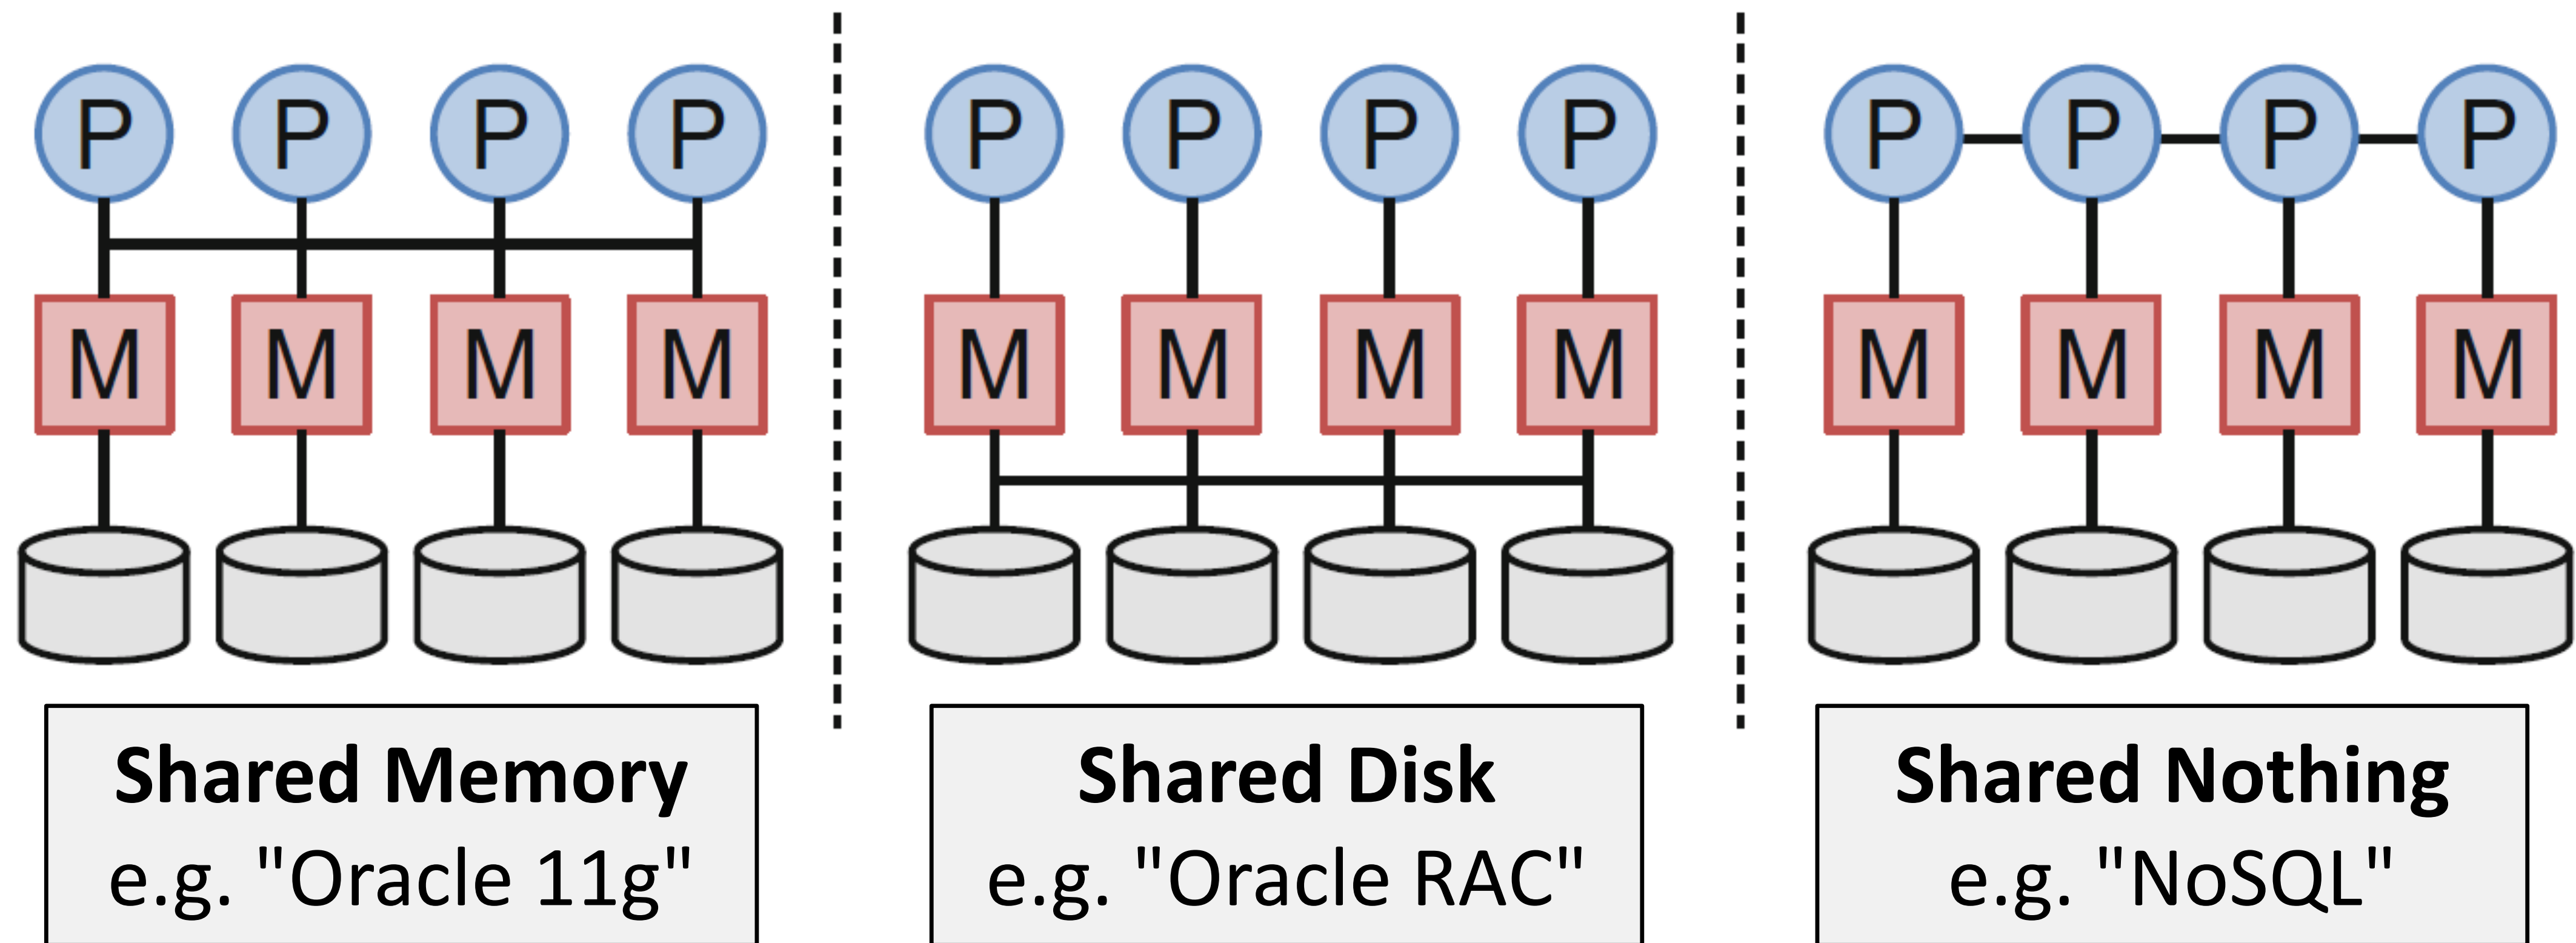 P P P P P P P P P P P P
M M M M M M M M M M M M
Shared Memory
e.g. "Oracle 11g"
Shared Disk
e.g. "Oracle RAC"
Shared Nothing
e.g. "NoSQL"